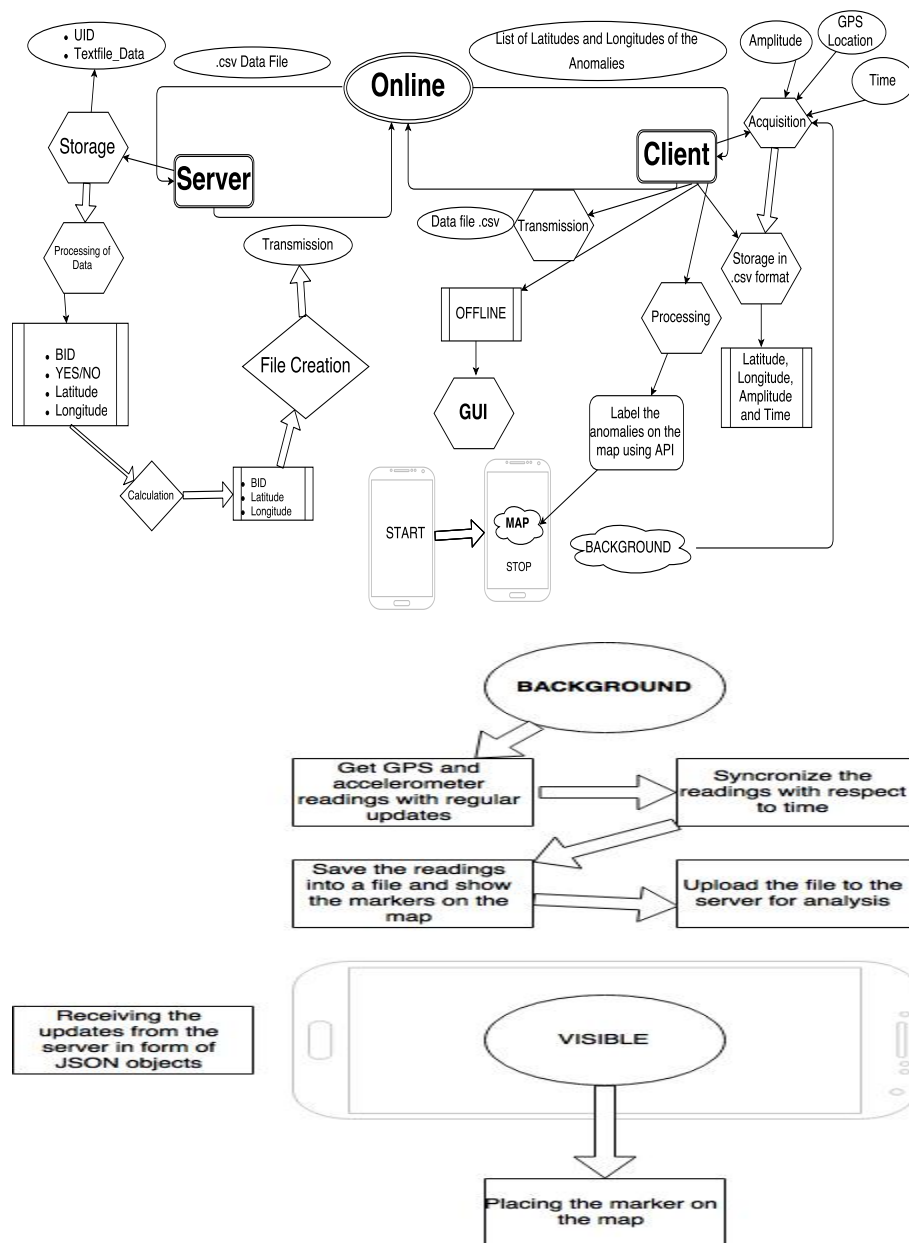 UID
Textfile_Data
.csv Data File
Online
List of Latitudes and Longitudes of the
Anomalies
Amplitude
GPS
Location
Time
Acquisition
Storage
Server
Client
Processing of
Data
Transmission
Data file .csv
Transmission
Storage in
.csv format
OFFLINE
Processing
BID
YES/NO
Latitude
Longitude
File Creation
Latitude,
Longitude,
Amplitude
and Time
GUI
Label the
anomalies on the
map using API
Calculation
BID
Latitude
Longitude
START
MAP
STOP
BACKGROUND
BACKGROUND
Get GPS and
accelerometer
readings with regular
updates
Syncronize the
readings with respect
to time
Save the readings
into a file and show
the markers on the
map
Upload the file to the
server for analysis
Receiving the
updates from the
server in form of
JSON objects
VISIBLE
Placing the marker on
the map